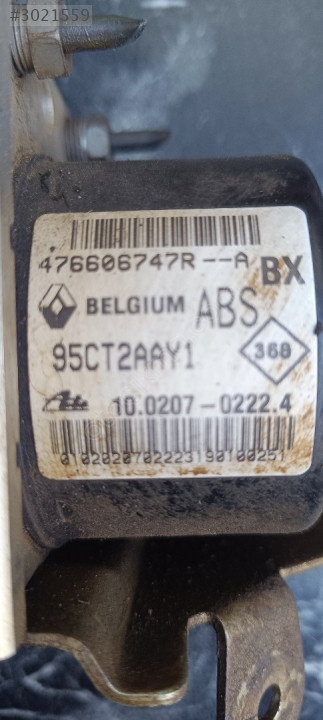 #3021559
476606747R--A
BX
BELGIUM ABS
95CT2AAY1
368
Ate 10.0207-0222.4